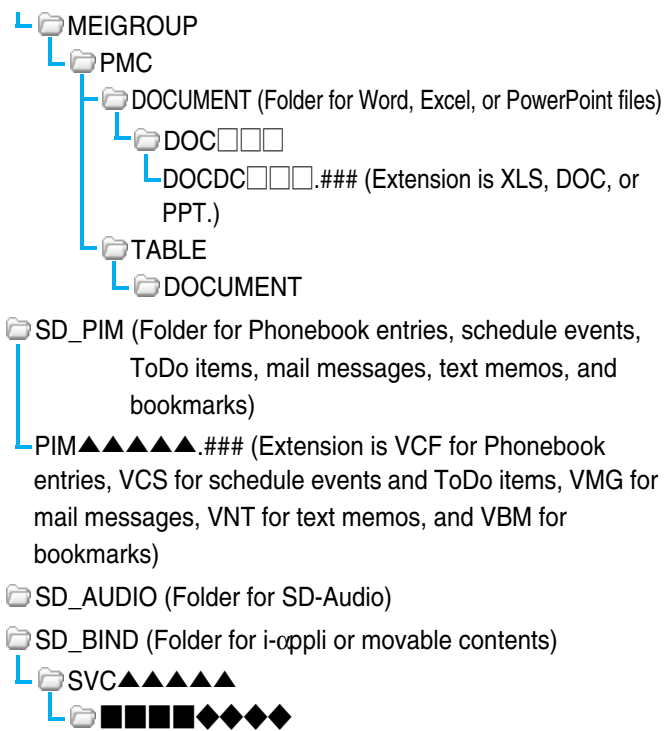 MEIGROUP
PMC
DOCUMENT (Folder for Word, Excel, or PowerPoint files)
DOC□□□
DOCDC□□□.### (Extension is XLS, DOC, or
PPT.)
TABLE
DOCUMENT
SD_PIM (Folder for Phonebook entries, schedule events,
ToDo items, mail messages, text memos, and
bookmarks)
PIM▲▲▲▲▲.### (Extension is VCF for Phonebook
entries, VCS for schedule events and ToDo items, VMG for
mail messages, VNT for text memos, and VBM for
bookmarks)
SD_AUDIO (Folder for SD-Audio)
SD_BIND (Folder for i-αppli or movable contents)
SVC▲▲▲▲▲
■■■■◆◆◆◆